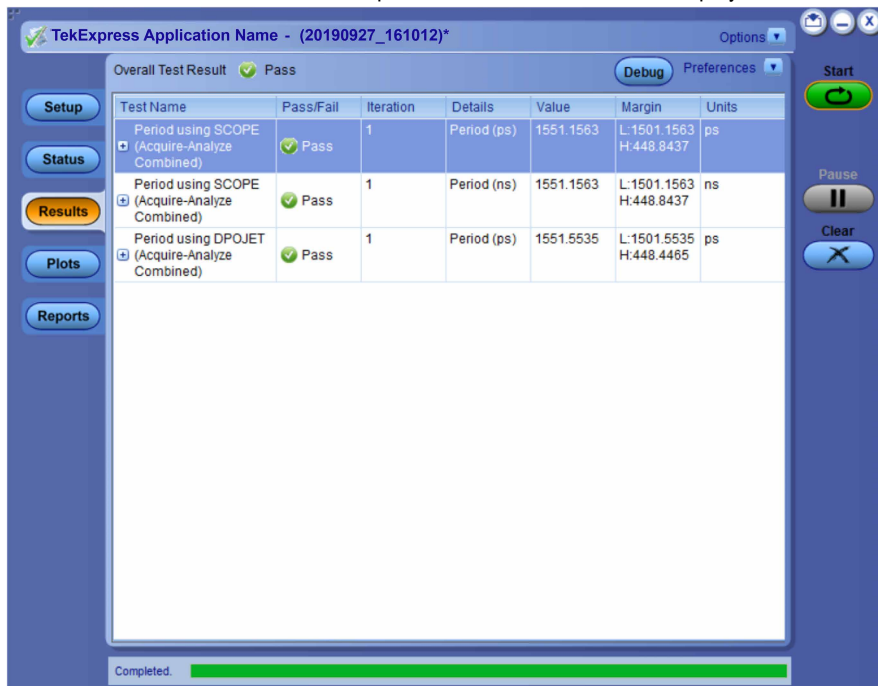 TekExpress Application Name - (20190927_161012)*
Options
Overall Test Result Pass
Debug
Preferences
Start
Setup
Status
Results
Plots
Reports
Test Name Pass/Fail Iteration Details Value Margin Units
Period using SCOPE
(Acquire-Analyze
Combined)
Pass
1
Period (ps)
1551.1563
L:1501.1563
H:448.8437
ps
Period using SCOPE
(Acquire-Analyze
Combined)
Pass
1
Period (ns)
1551.1563
L:1501.1563
H:448.8437
ns
Period using DPOJET
(Acquire-Analyze
Combined)
Pass
1
Period (ps)
1551.5535
L:1501.5535
H:448.4465
ps
Pause
Clear
Completed.